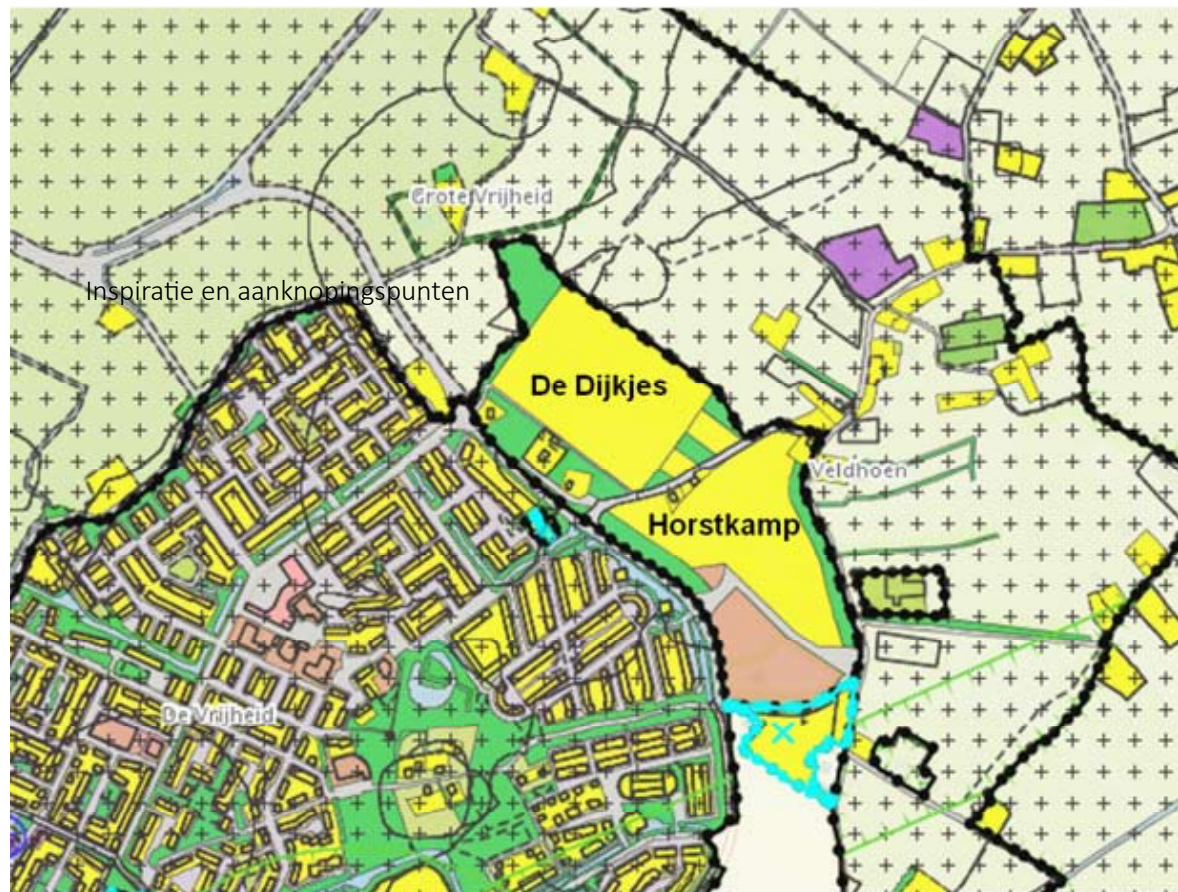 Grote Vrijheid
Inspiratie en aanknopingspunten
De Dijkjes
Veldhoen
Horstkamp
De Vrijheid